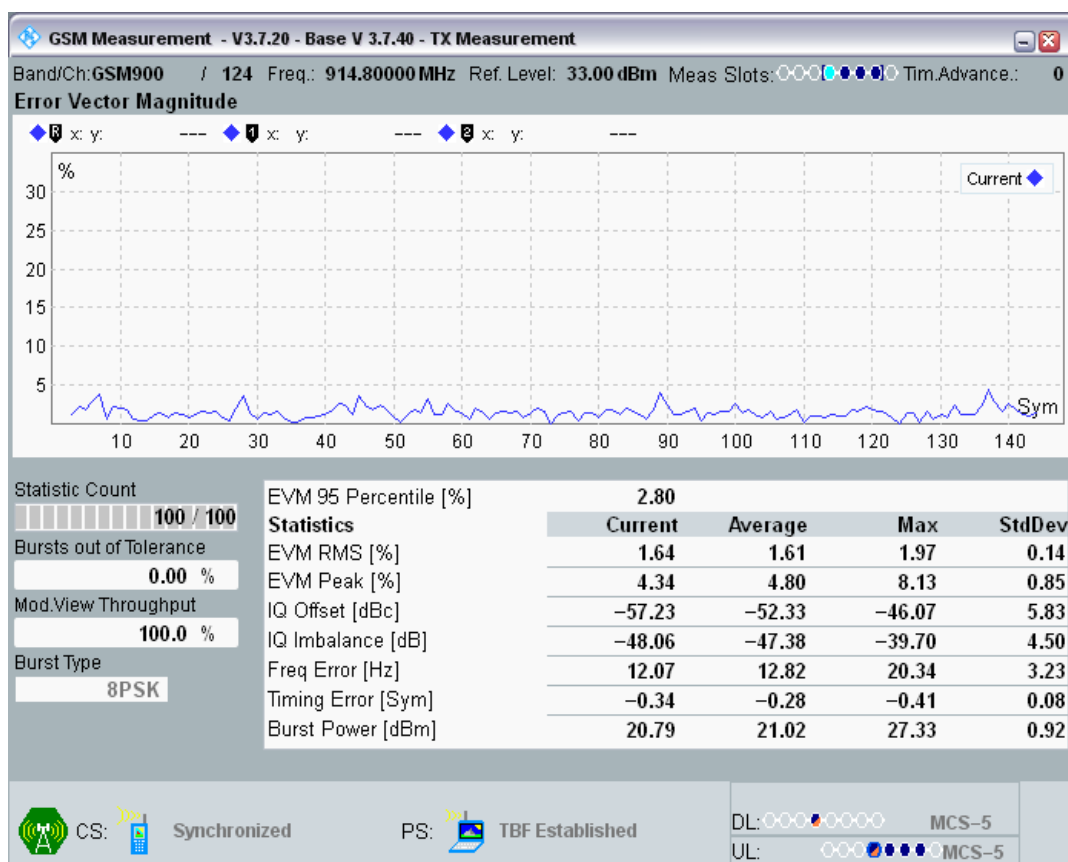 GSM Measurement - V3.7.20 - Base V 3.7.40 - TX Measurement
Band/Ch:GSM900 / 124 Freq.: 914.80000 MHz Ref. Level: 33.00 dBm Meas Slots: Tim.Advance.: 0
Error Vector Magnitude
R x: y: --- 1 x: y: --- 2 x: y: ---
%
Current
30
25
20
15
10
5
Sym
10 20 30 40 50 60 70 80 90 100 110 120 130 140
Statistic Count
100 / 100
Bursts out of Tolerance
0.00 %
Mod.View Throughput
100.0 %
Burst Type
8PSK
EVM 95 Percentile [%] 2.80
Statistics Current Average Max StdDev
EVM RMS [%] 1.64 1.61 1.97 0.14
EVM Peak [%] 4.34 4.80 8.13 0.85
IQ Offset [dBc] −57.23 −52.33 −46.07 5.83
IQ Imbalance [dB] −48.06 −47.38 −39.70 4.50
Freq Error [Hz] 12.07 12.82 20.34 3.23
Timing Error [Sym] −0.34 −0.28 −0.41 0.08
Burst Power [dBm] 20.79 21.02 27.33 0.92
CS: Synchronized PS: TBF Established
DL: MCS−5
UL: MCS−5